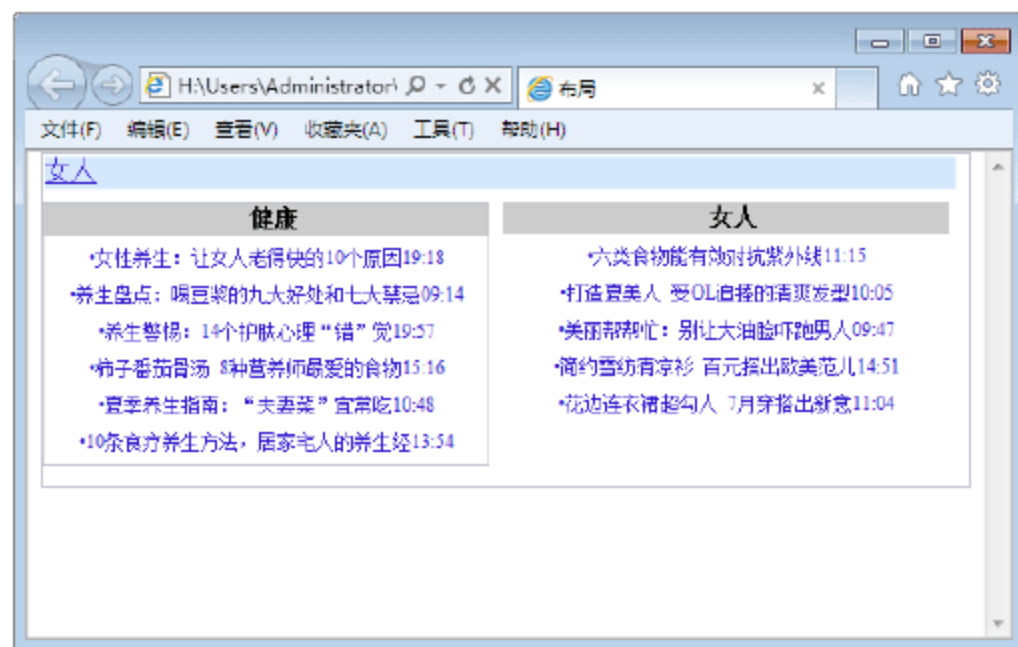 H:\Users\Administrator\
布局
文件(F) 编辑(E) 查看(V) 收藏夹(A) 工具(T) 帮助(H)
女人
健康
•女性养生：让女人老得快的10个原因19:18
•养生盘点：喝豆浆的九大好处和七大禁忌09:14
•养生警惕：14个护肤心理“错”觉19:57
•柿子番茄骨汤 8种营养师最爱的食物15:16
•夏季养生指南：“夫妻菜”宜常吃10:48
•10条食疗养生方法，居家宅人的养生经13:54
女人
•六类食物能有效对抗紫外线11:15
•打造夏美人 受OL追捧的清爽发型10:05
•美丽帮帮忙：别让大油脸吓跑男人09:47
•简约雪纺清凉衫 百元搭出欧美范儿14:51
•花边连衣裙超勾人 7月穿搭出新意11:04